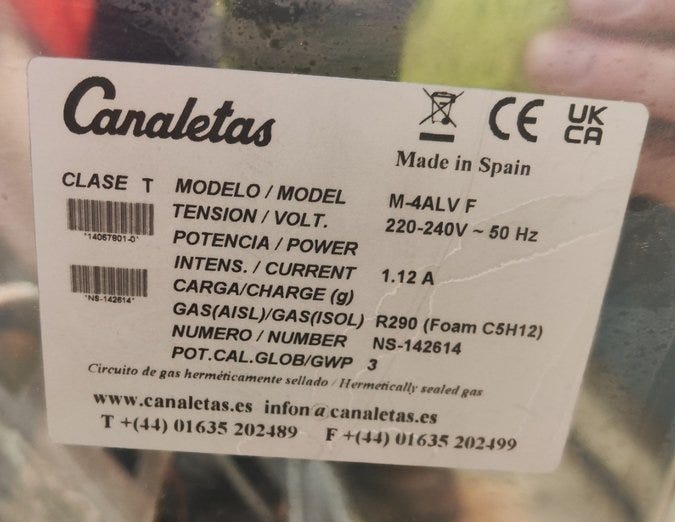 Canaletas
CE
UK
CA
Made in Spain
CLASE T
*14067801-0*
*NS-142614*
MODELO / MODEL M-4ALV F
TENSION / VOLT. 220-240V ~ 50 Hz
POTENCIA / POWER
INTENS. / CURRENT 1.12 A
CARGA/CHARGE (g)
GAS(AISL)/GAS(ISOL) R290 (Foam C5H12)
NUMERO / NUMBER NS-142614
POT.CAL.GLOB/GWP 3
Circuito de gas herméticamente sellado / Hermetically sealed gas
www.canaletas.es infon@canaletas.es
T +(44) 01635 202489 F +(44) 01635 202499